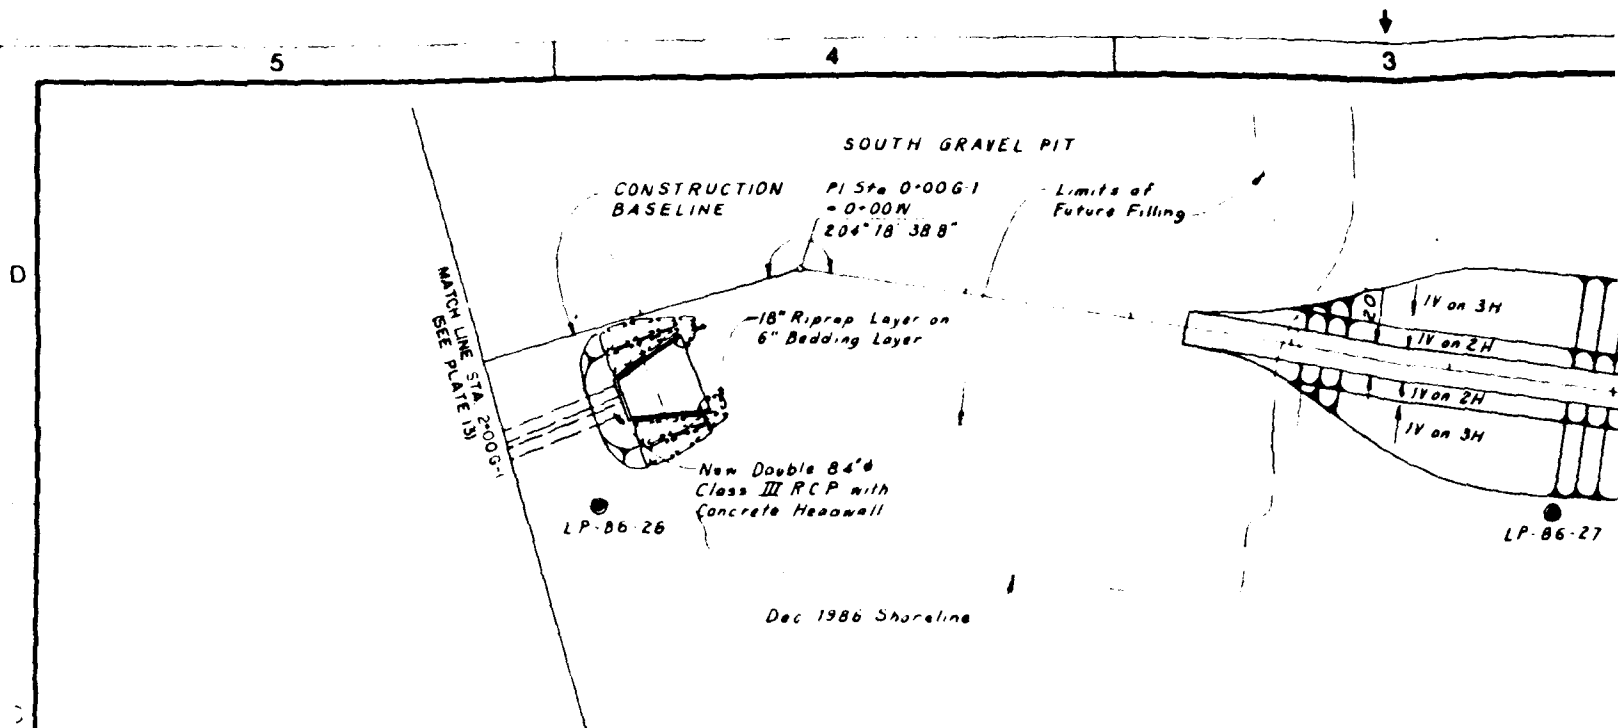 5
4
3
D
SOUTH GRAVEL PIT
CONSTRUCTION
BASELINE
PI Sta 0+00G-1
= 0+00W
204° 18' 38.8"
Limits of
Future Filling
MATCH LINE STA. 2+00G-1
(SEE PLATE 13)
18" Riprap Layer on
6" Bedding Layer
20
1V on 3H
1V on 2H
1V on 2H
1V on 3H
New Double 84"ø
Class III RCP with
Concrete Headwall
LP-86-26
LP-86-27
Dec 1986 Shoreline